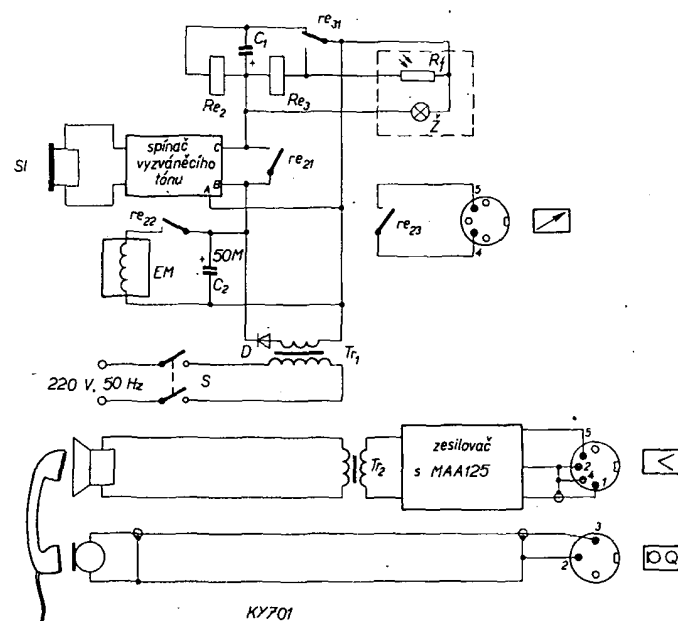 re31
C1
+
Re2
Re3
Rf
Ž
Sl
spínač
vyzváněcího
tónu
C
B
A
re21
re22
50M
+
C2
EM
re23
5
4
D
Tr1
220 V, 50 Hz
S
Tr2
zesilovač
s MAA125
5
2
4
1
3
2
KY701